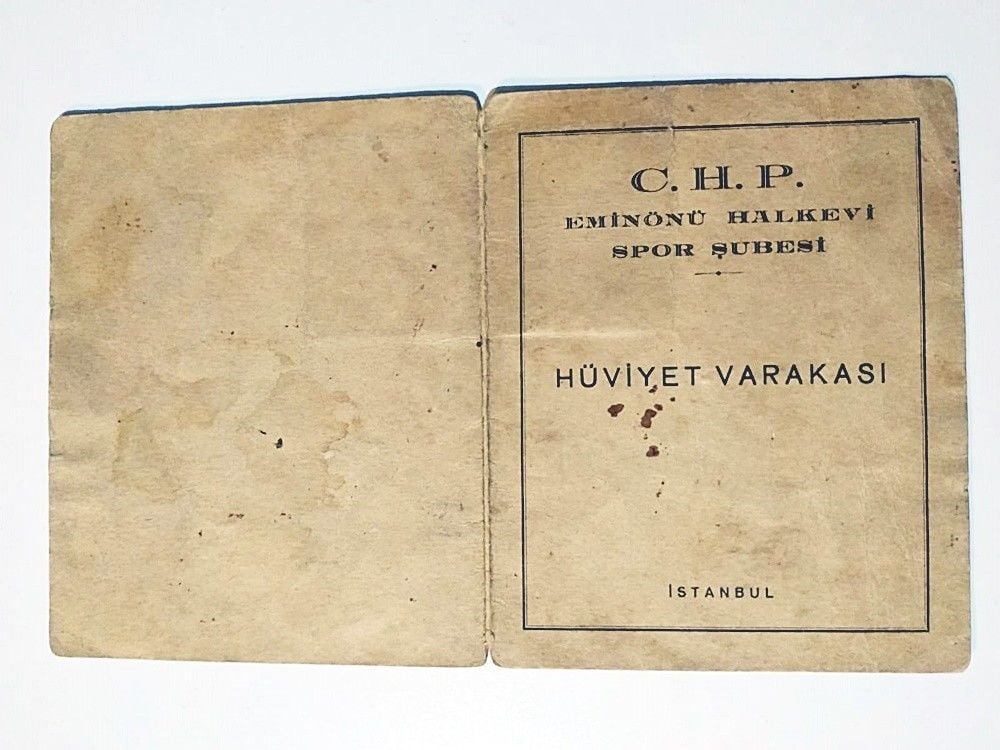 C. H. P.
EMİNÖNÜ HALKEVİ
SPOR ŞUBESİ
HÜVİYET VARAKASI
İSTANBUL